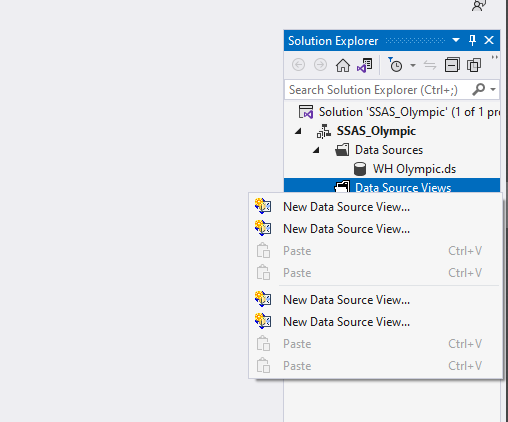 Solution Explorer
Search Solution Explorer (Ctrl+;)
Solution 'SSAS_Olympic' (1 of 1 pr
SSAS_Olympic
Data Sources
WH Olympic.ds
Data Source Views
New Data Source View...
New Data Source View...
Paste Ctrl+V
Paste Ctrl+V
New Data Source View...
New Data Source View...
Paste Ctrl+V
Paste Ctrl+V